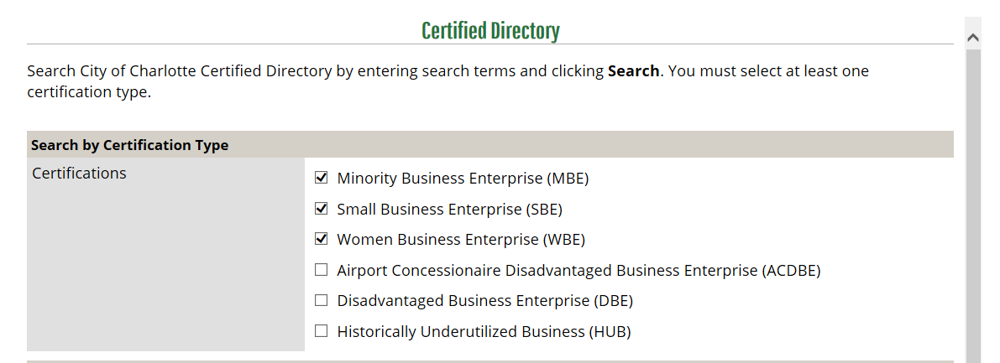 Certified Directory
Search City of Charlotte Certified Directory by entering search terms and clicking Search. You must select at least one
certification type.
Search by Certification Type
Certifications
Minority Business Enterprise (MBE)
Small Business Enterprise (SBE)
Women Business Enterprise (WBE)
Airport Concessionaire Disadvantaged Business Enterprise (ACDBE)
Disadvantaged Business Enterprise (DBE)
Historically Underutilized Business (HUB)